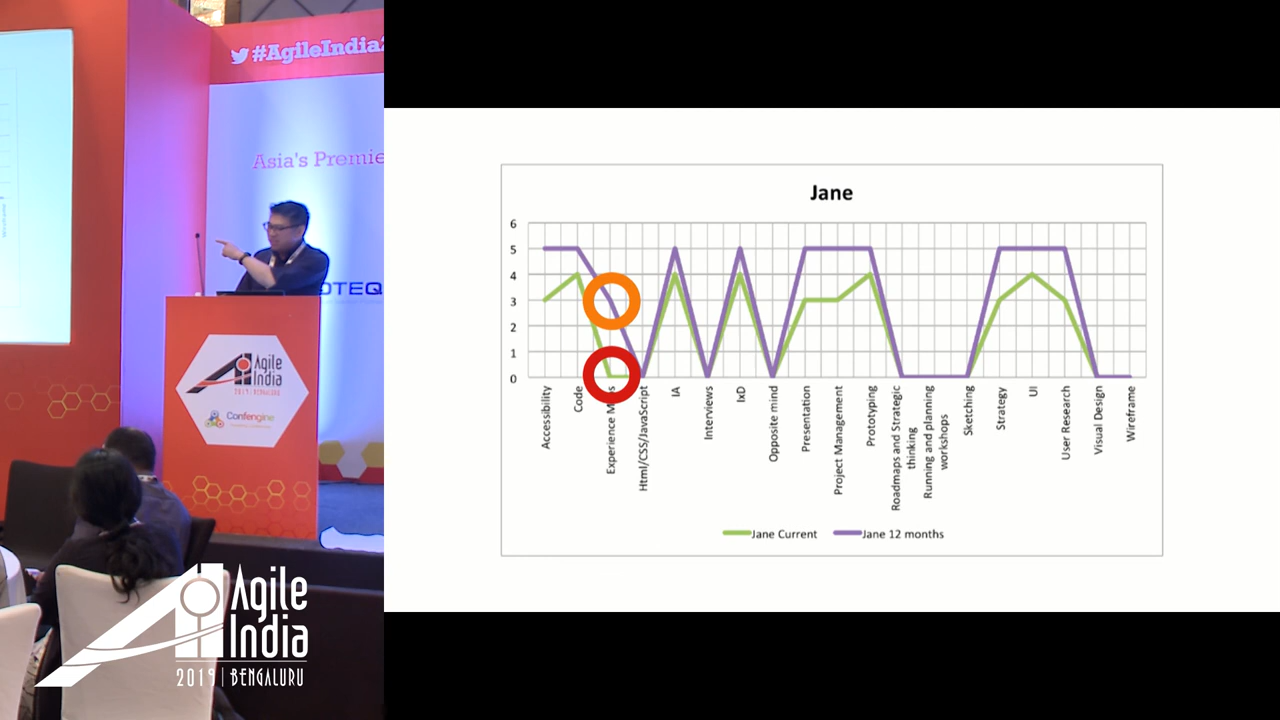 #AgileIndia
Asia's Premie
OTEQ
Agile
India
2019 | BENGALURU
Confengine
Agile
India
2019 | BENGALURU
Jane
6
5
4
3
2
1
0
Accessibility
Code
Experience M
Html/CSS/JavaScript
IA
Interviews
IxD
Opposite mind
Presentation
Project Management
Prototyping
Roadmaps and Strategic
thinking
Running and planning
workshops
Sketching
Strategy
UI
User Research
Visual Design
Wireframe
Jane Current
Jane 12 months